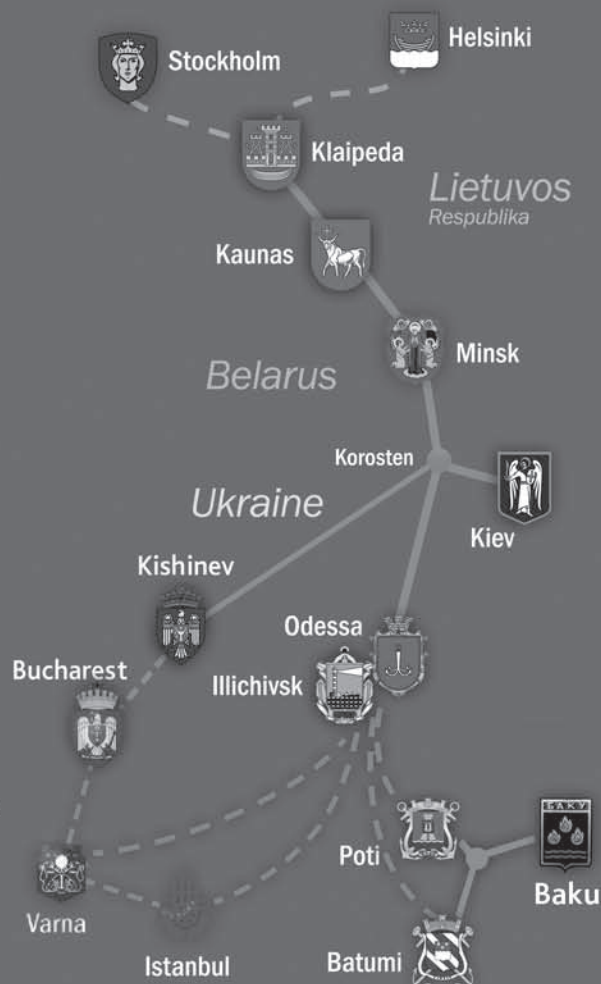 Stockholm
Helsinki
Klaipeda
Lietuvos
Respublika
Kaunas
Minsk
Belarus
Korosten
Ukraine
Kiev
Kishinev
Odessa
Bucharest
Illichivsk
БАКУ
Poti
Baku
Varna
Istanbul
Batumi